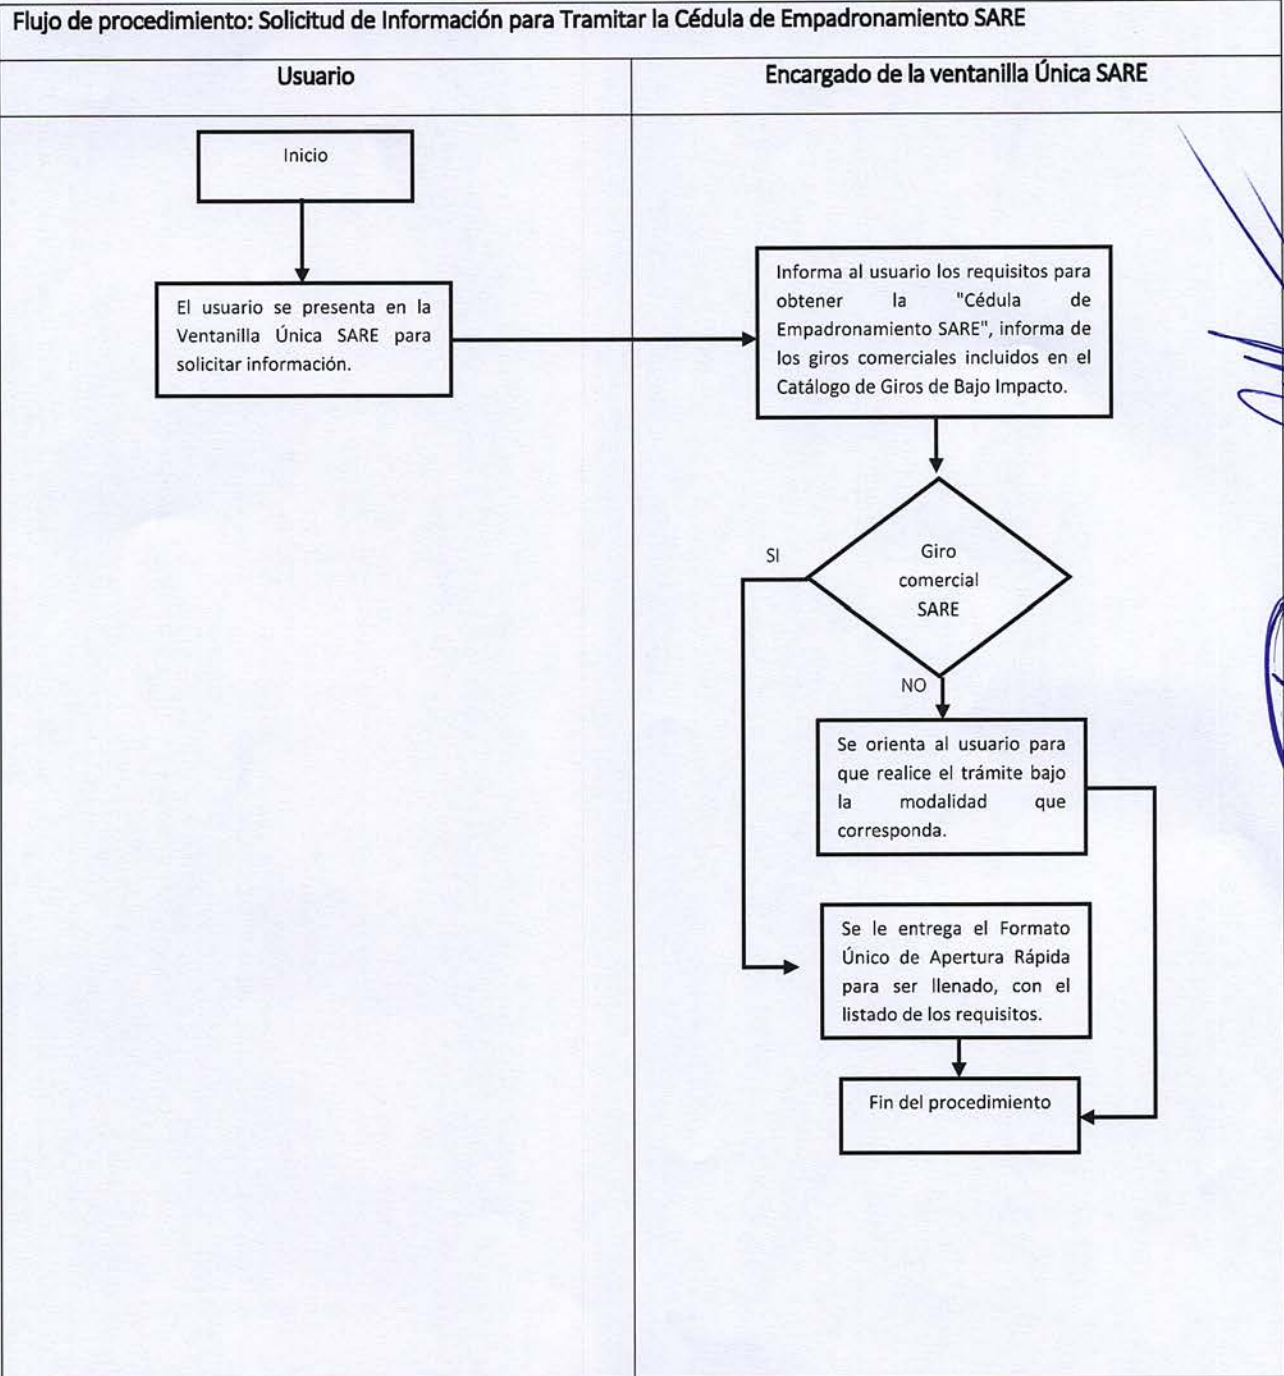 Flujo de procedimiento: Solicitud de Información para Tramitar la Cédula de Empadronamiento SARE
Usuario
Encargado de la ventanilla Única SARE
Inicio
El usuario se presenta en la
Ventanilla Única SARE para
solicitar información.
Informa al usuario los requisitos para
obtener la "Cédula de
Empadronamiento SARE", informa de
los giros comerciales incluidos en el
Catálogo de Giros de Bajo Impacto.
Giro
comercial
SARE
SI
NO
Se orienta al usuario para
que realice el trámite bajo
la modalidad que
corresponda.
Se le entrega el Formato
Único de Apertura Rápida
para ser llenado, con el
listado de los requisitos.
Fin del procedimiento